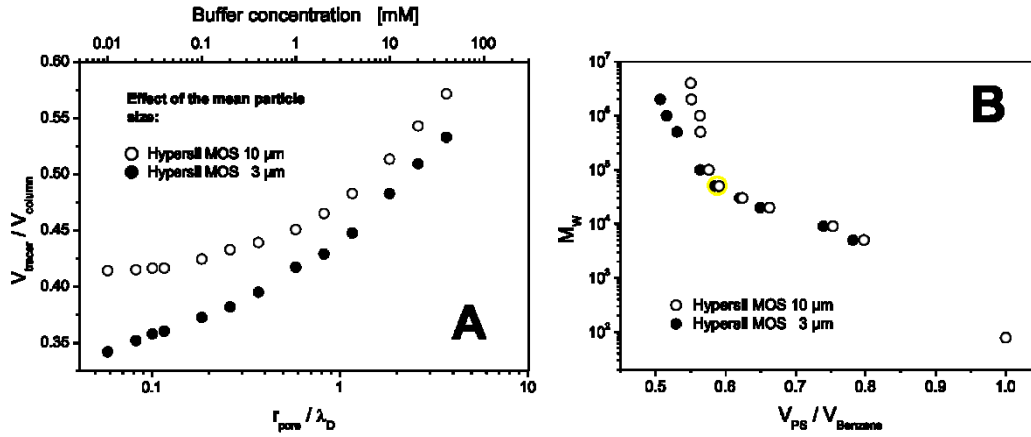 Buffer concentration [mM]
0.01 0.1 1 10 100
0.60
0.55
0.50
0.45
0.40
0.35
V_tracer / V_column
Effect of the mean particle
size:
Hypersil MOS 10 µm
Hypersil MOS 3 µm
A
0.1 1 10
r_pore / λ_D
10^7
10^6
10^5
10^4
10^3
10^2
M_W
B
Hypersil MOS 10 µm
Hypersil MOS 3 µm
0.5 0.6 0.7 0.8 0.9 1.0
V_PS / V_Benzene